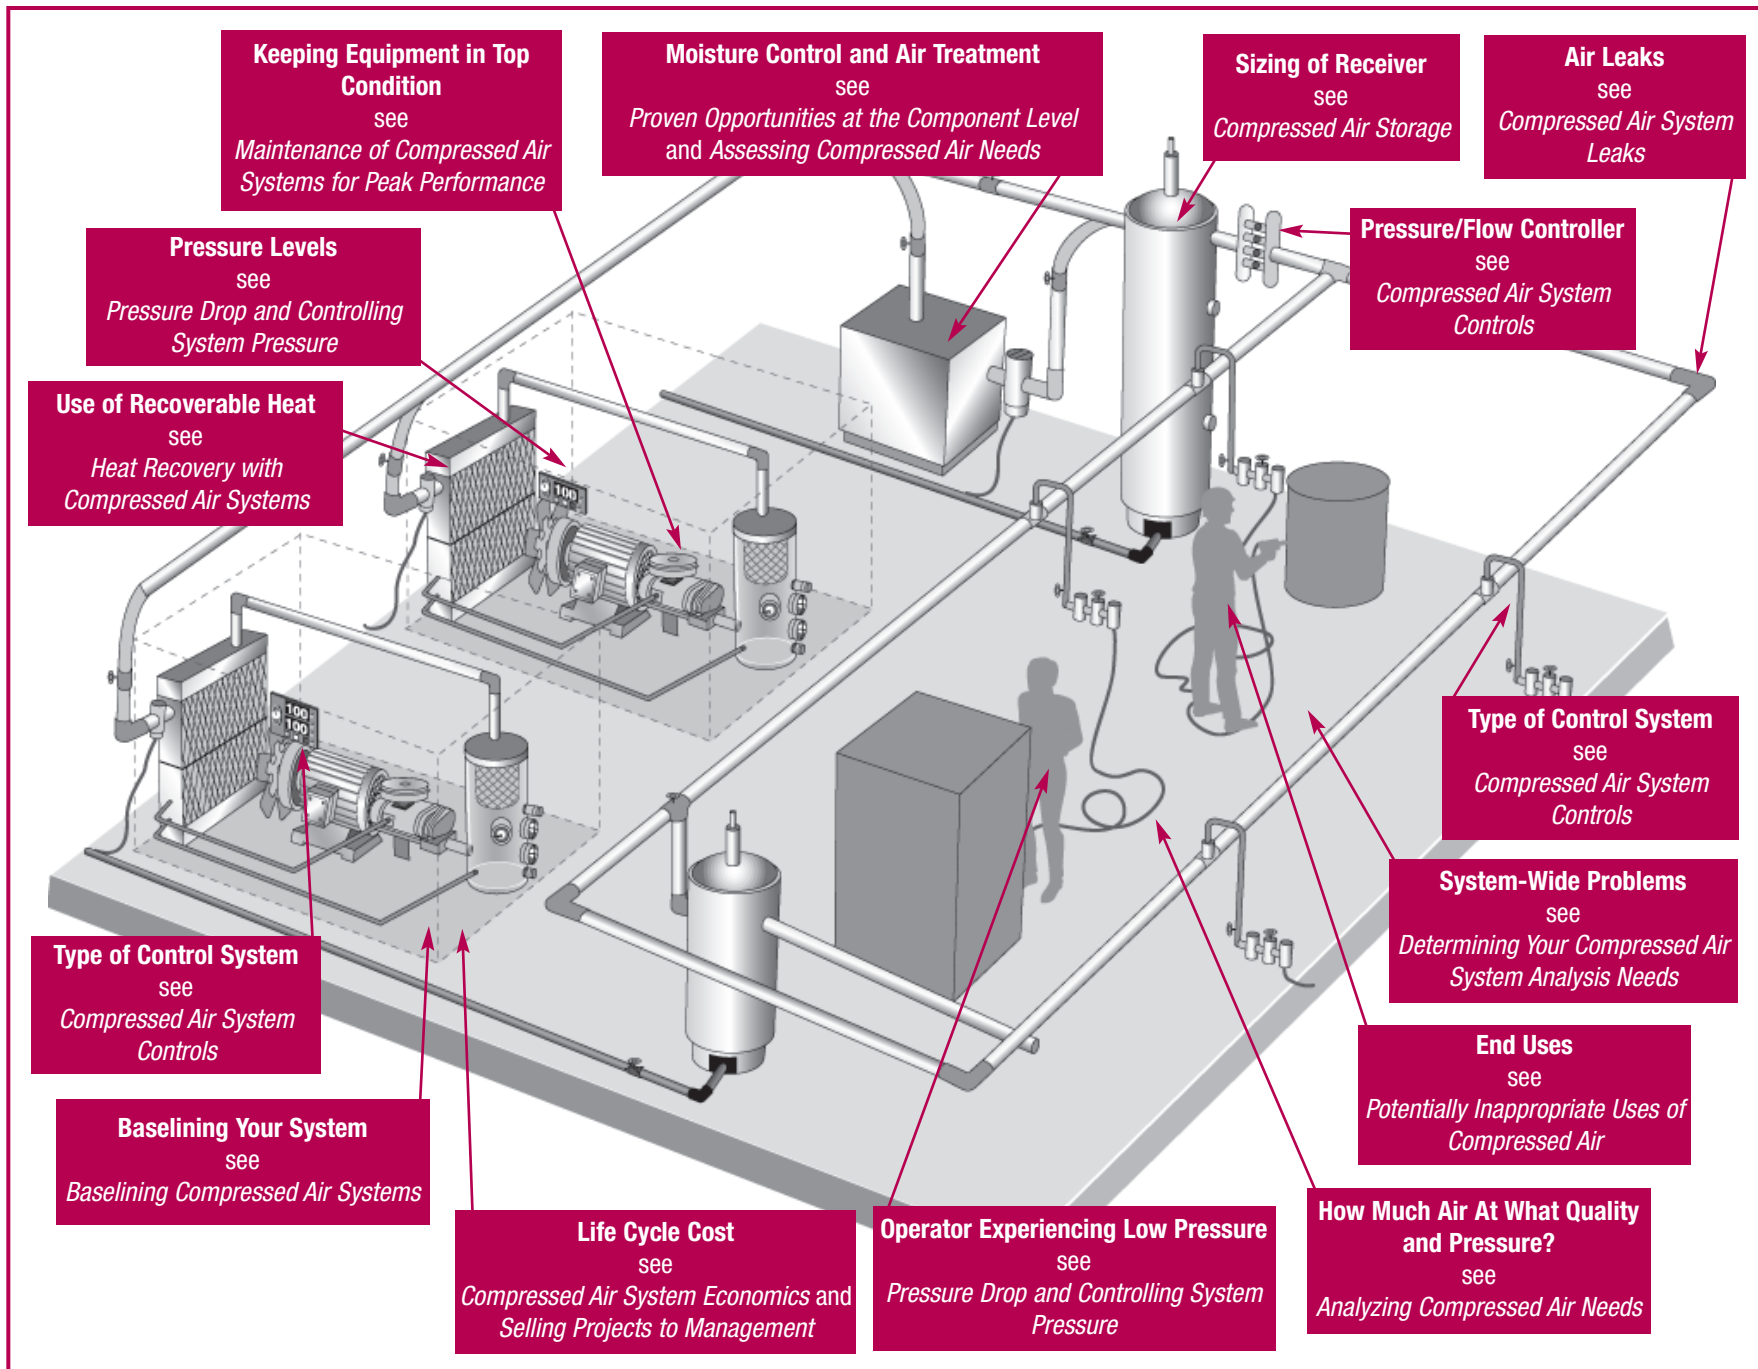 Keeping Equipment in Top
Condition
see
Maintenance of Compressed Air
Systems for Peak Performance
Moisture Control and Air Treatment
see
Proven Opportunities at the Component Level
and Assessing Compressed Air Needs
Sizing of Receiver
see
Compressed Air Storage
Air Leaks
see
Compressed Air System
Leaks
Pressure/Flow Controller
see
Compressed Air System
Controls
Pressure Levels
see
Pressure Drop and Controlling
System Pressure
Use of Recoverable Heat
see
Heat Recovery with
Compressed Air Systems
100
100
100
Type of Control System
see
Compressed Air System
Controls
Type of Control System
see
Compressed Air System
Controls
System-Wide Problems
see
Determining Your Compressed Air
System Analysis Needs
End Uses
see
Potentially Inappropriate Uses of
Compressed Air
Baselining Your System
see
Baselining Compressed Air Systems
Life Cycle Cost
see
Compressed Air System Economics and
Selling Projects to Management
Operator Experiencing Low Pressure
see
Pressure Drop and Controlling System
Pressure
How Much Air At What Quality
and Pressure?
see
Analyzing Compressed Air Needs